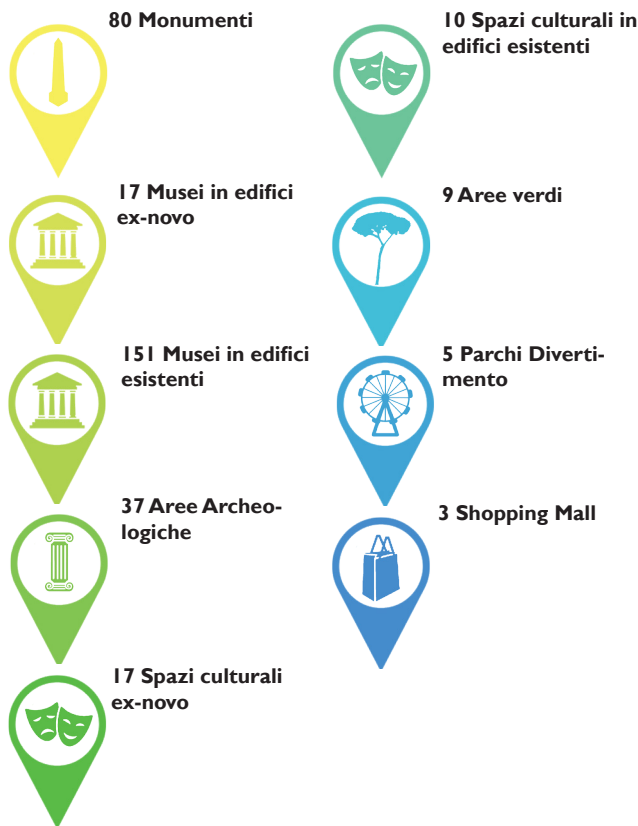 80 Monumenti
17 Musei in edifici
ex-novo
151 Musei in edifici
esistenti
37 Aree Archeo-
logiche
17 Spazi culturali
ex-novo
10 Spazi culturali in
edifici esistenti
9 Aree verdi
5 Parchi Diverti-
mento
3 Shopping Mall